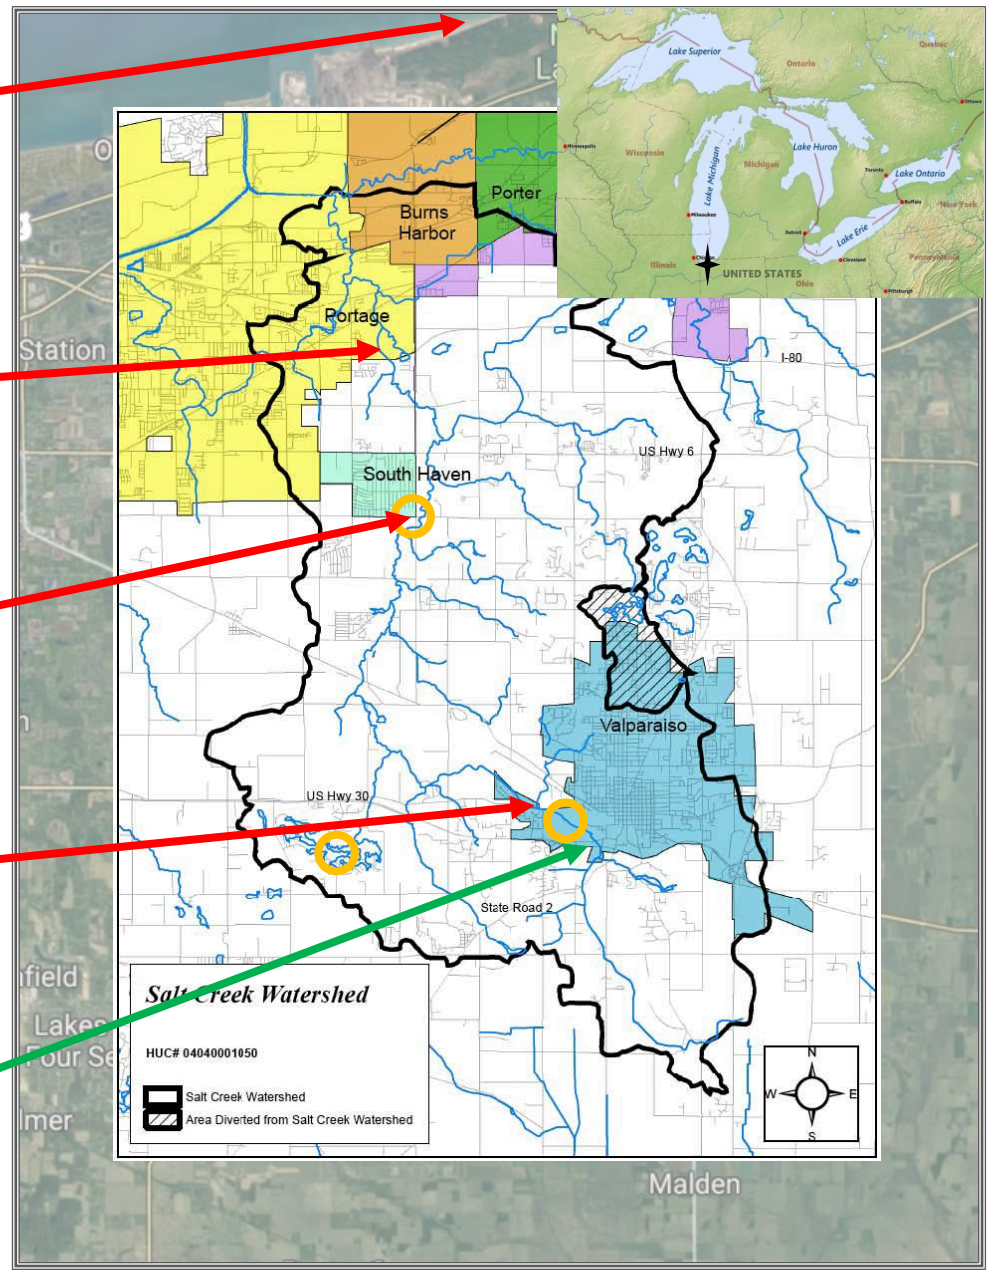 Lake Superior
Quebec
Ontario
Ottawa
Minneapolis
Wisconsin
Michigan
Lake Huron
Lake Michigan
Toronto
Lake Ontario
Milwaukee
Buffalo
New York
Detroit
Lake Erie
Illinois
Cleveland
Pennsylvania
UNITED STATES
Ohio
Pittsburgh
Porter
Burns
Harbor
Portage
Station
I-80
US Hwy 6
South Haven
Valparaiso
US Hwy 30
State Road 2
Salt Creek Watershed
HUC# 04040001050
Salt Creek Watershed
Area Diverted from Salt Creek Watershed
N
W
E
S
Lakes
Four Se
Malden